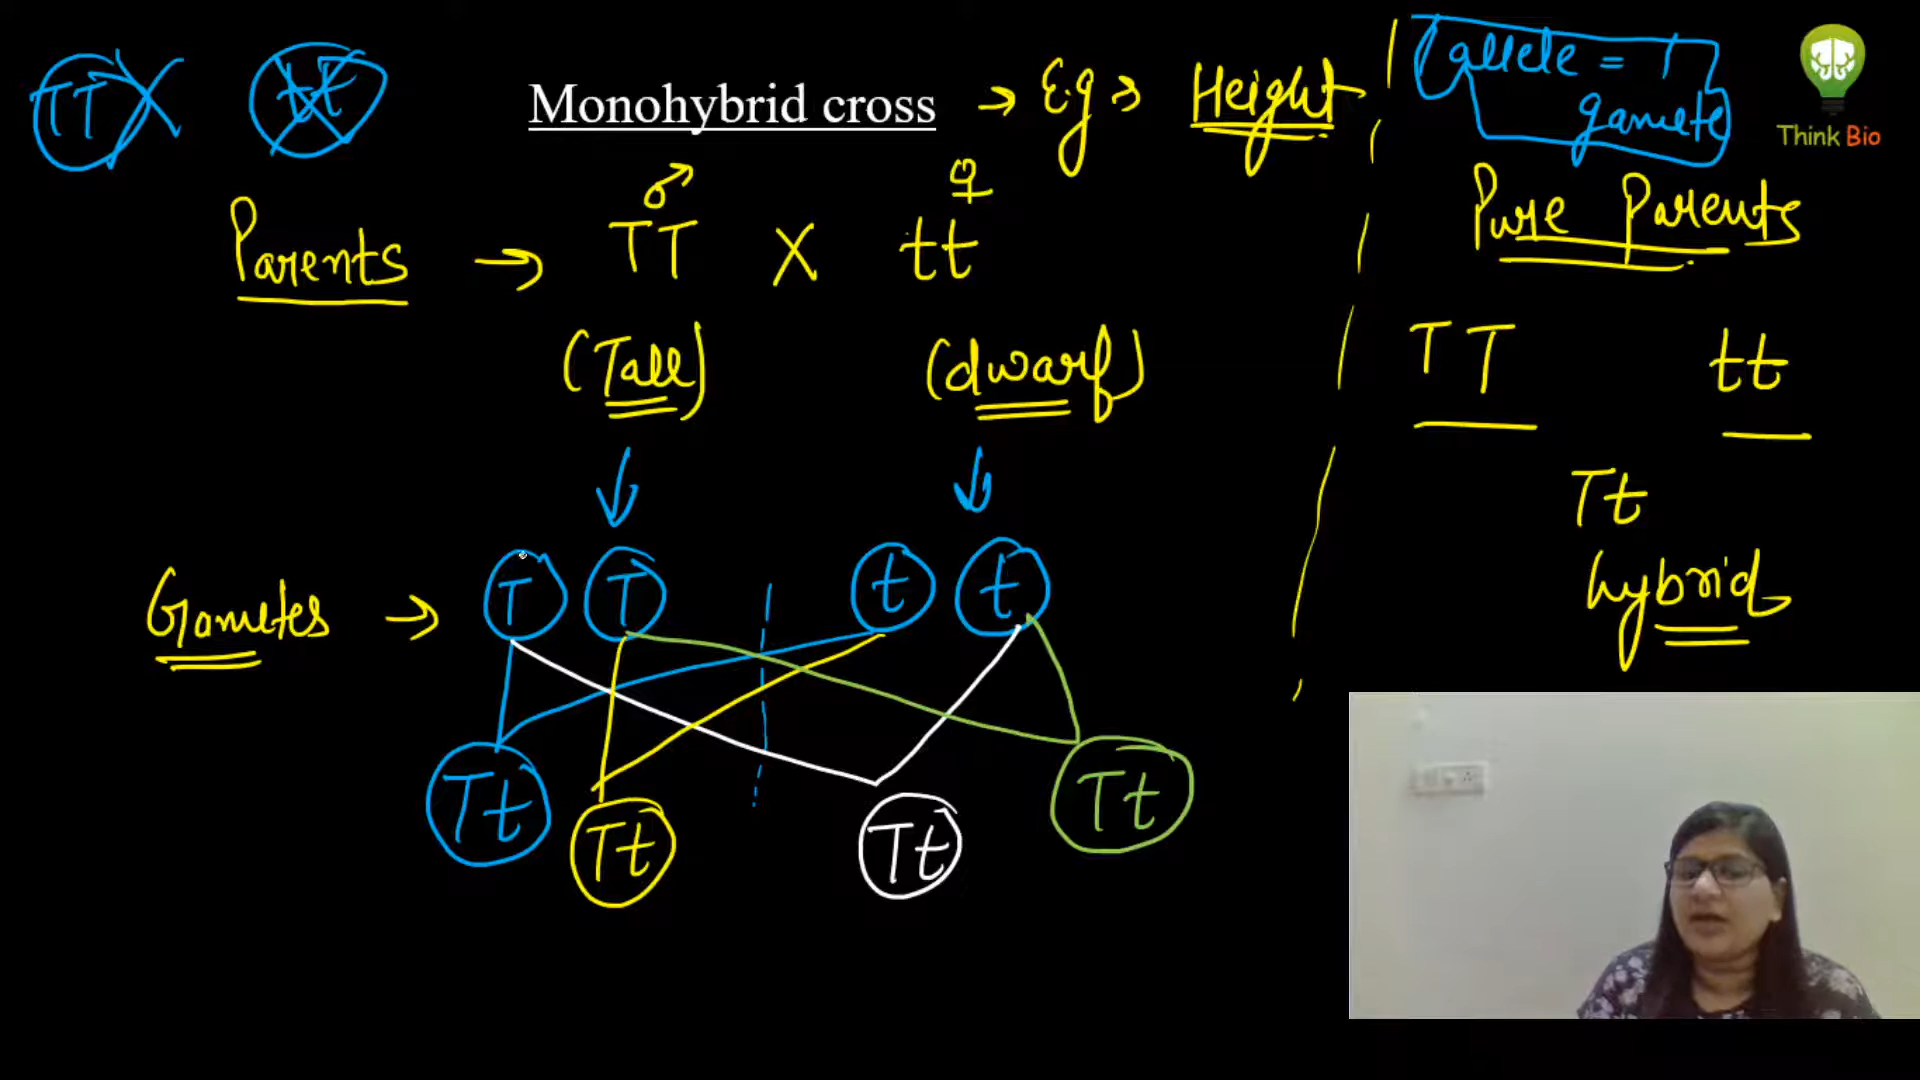 TT X tt
Monohybrid cross → Eg → Height
1 allele = 1
gamete
Think Bio
♂ ♀
Parents → TT X tt
Pure Parents
(Tall) (dwarf)
TT tt
Tt
hybrid
Gametes → T T t t
Tt Tt Tt Tt